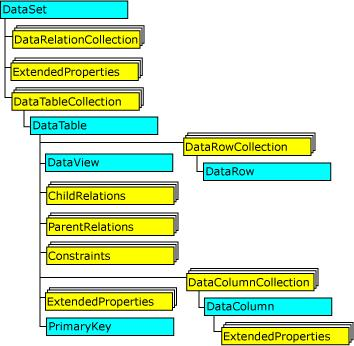 DataSet
DataRelationCollection
ExtendedProperties
DataTableCollection
DataTable
DataRowCollection
DataView
DataRow
ChildRelations
ParentRelations
Constraints
DataColumnCollection
ExtendedProperties
DataColumn
PrimaryKey
ExtendedProperties